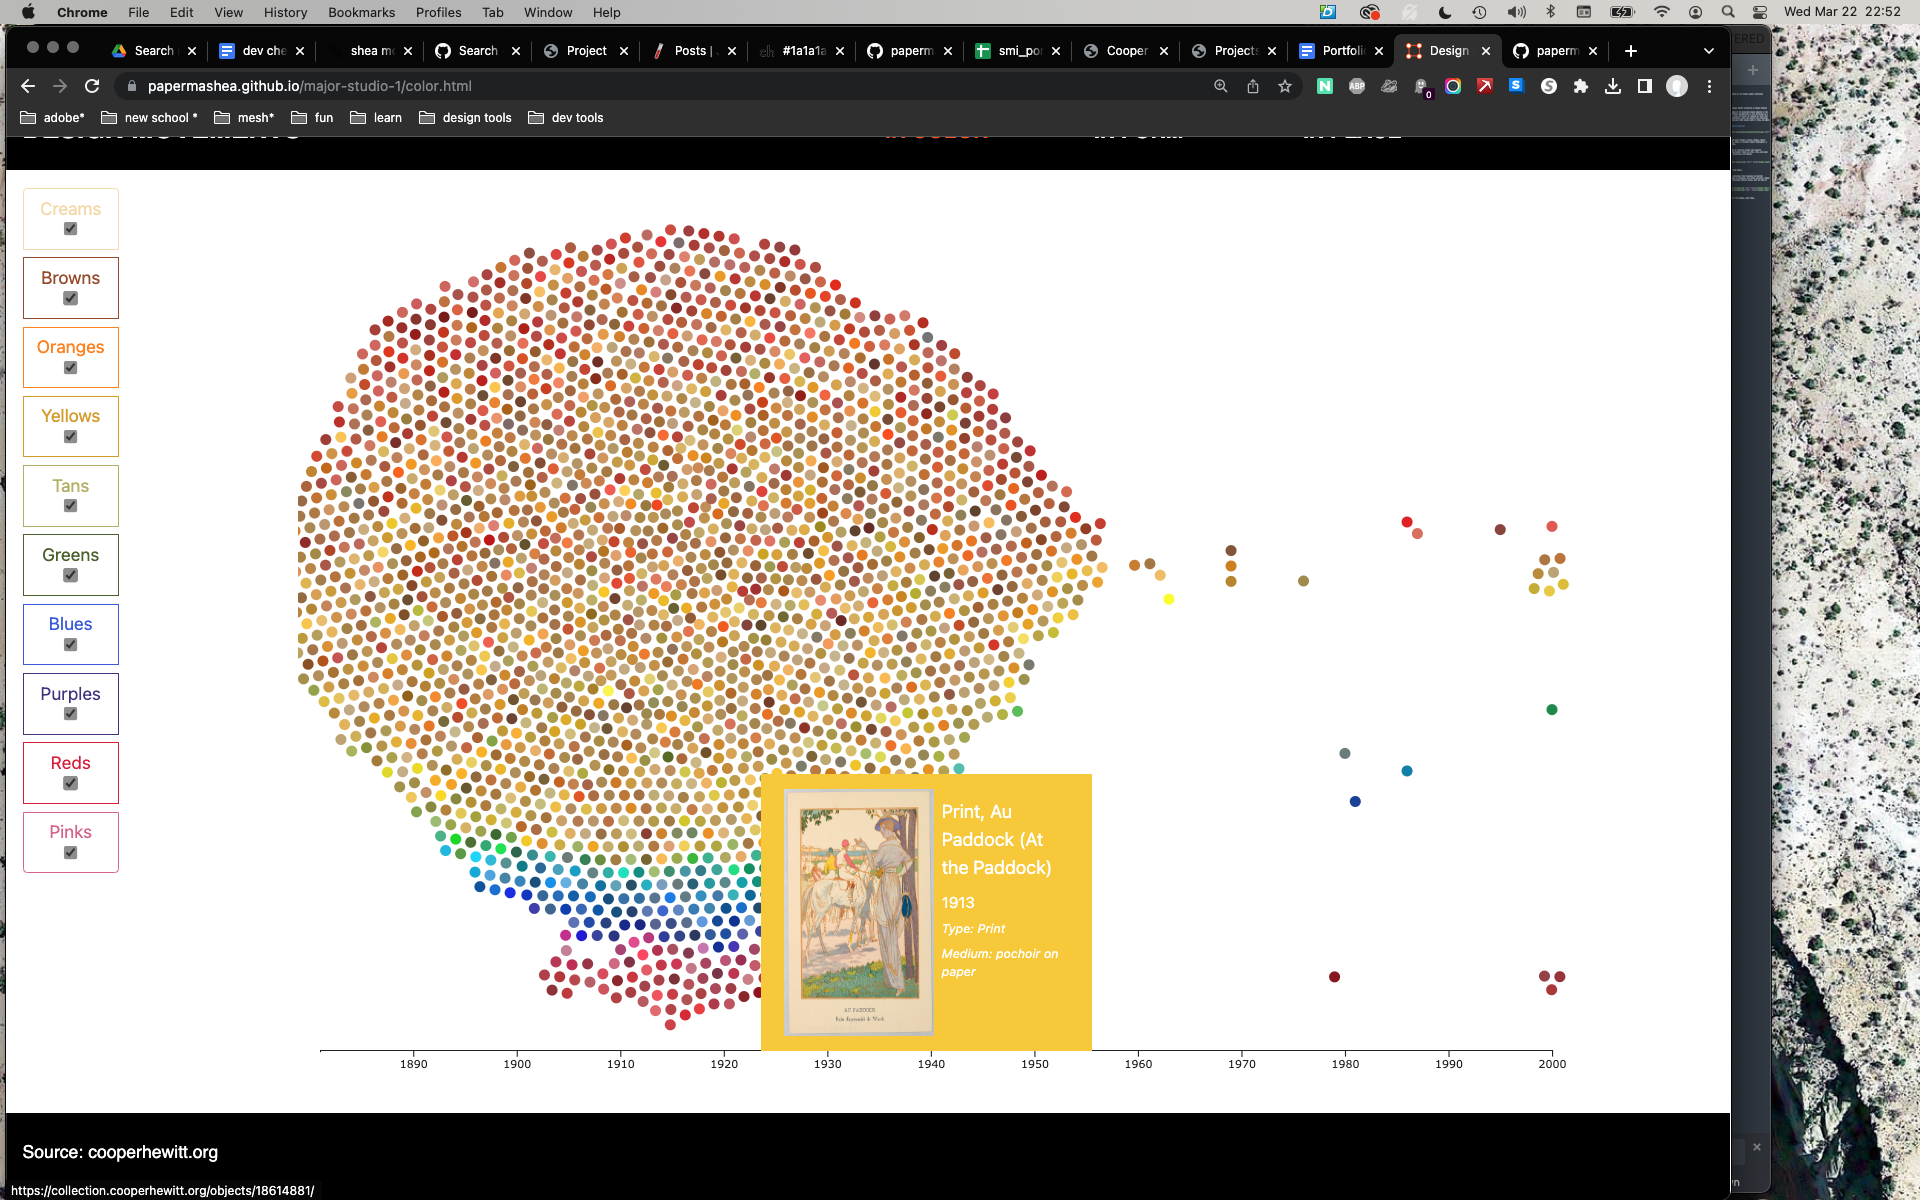 Chrome File Edit View History Bookmarks Profiles Tab Window Help Wed Mar 22 22:52
Search dev che shea mo Search Project Posts | #1a1a1a paperm smi_por Cooper Projects Portfolio Design paperm
papermashea.github.io/major-studio-1/color.html
adobe* new school * mesh* fun learn design tools dev tools
Creams
Browns
Oranges
Yellows
Tans
Greens
Blues
Purples
Reds
Pinks
Print, Au
Paddock (At
the Paddock)
1913
Type: Print
Medium: pochoir on
paper
AU PADDOCK
1890 1900 1910 1920 1930 1940 1950 1960 1970 1980 1990 2000
Source: cooperhewitt.org
https://collection.cooperhewitt.org/objects/18614881/